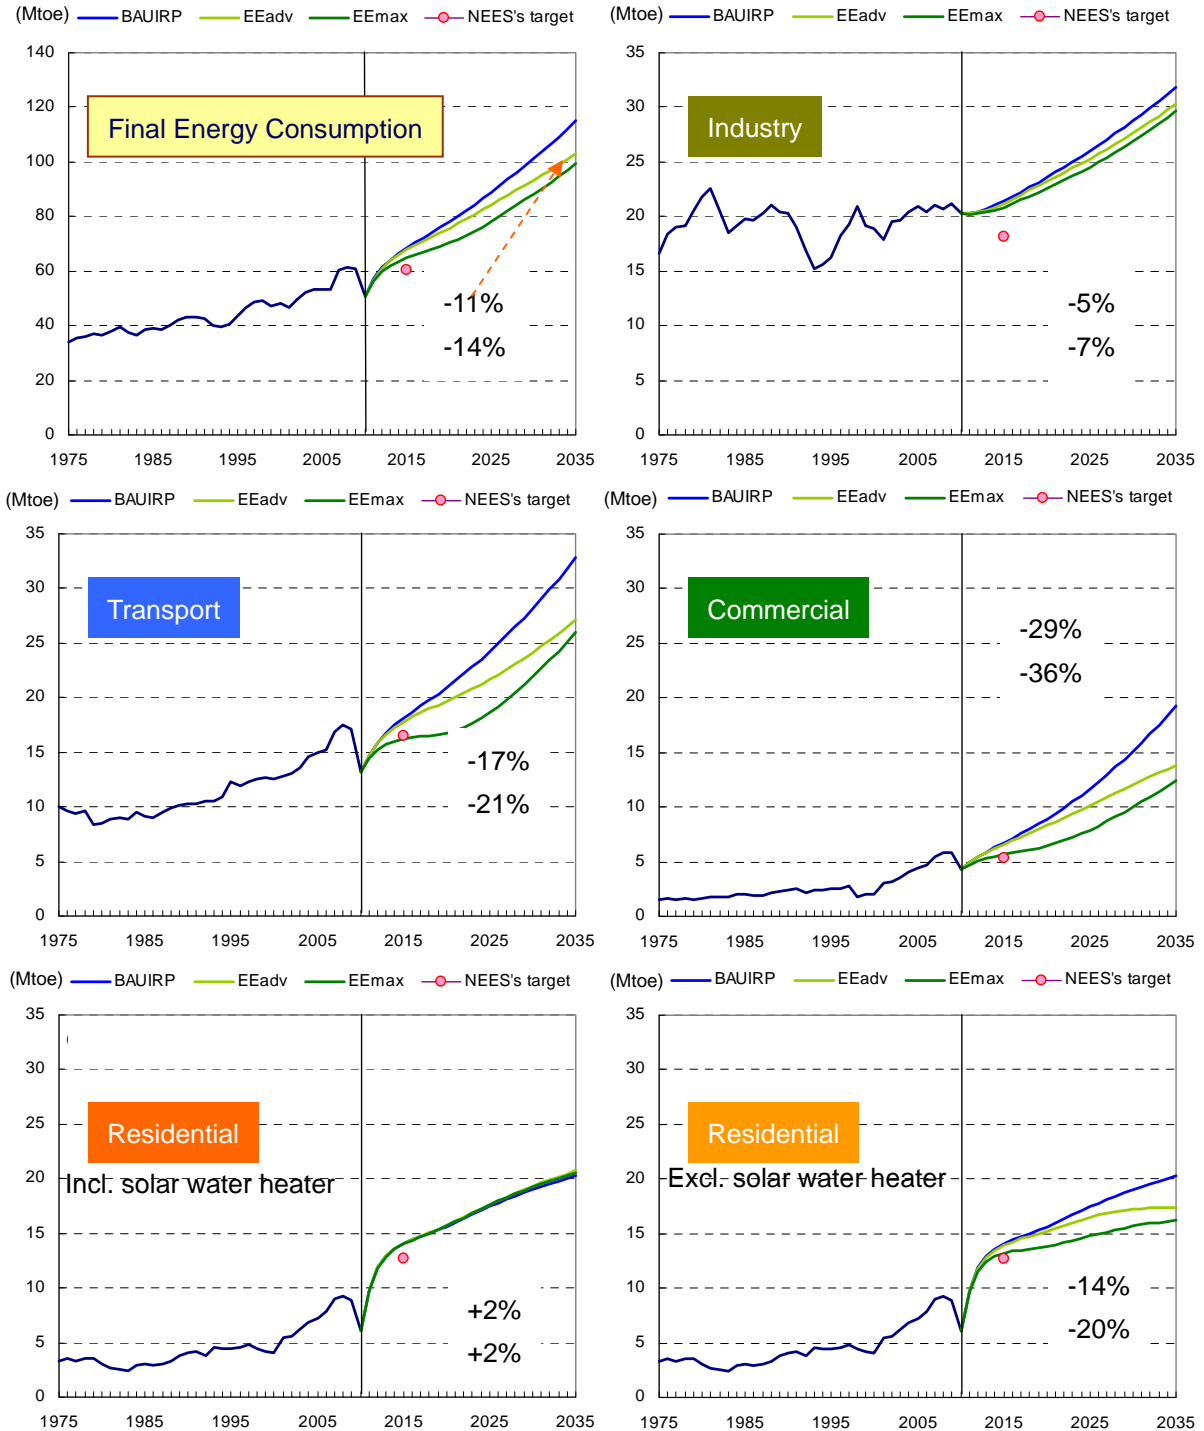 (Mtoe) BAUIRP EEadv EEmax NEES's target
140
120
100
80
60
40
20
0
Final Energy Consumption
-11%
-14%
1975 1985 1995 2005 2015 2025 2035
BAUIRP EEadv EEmax NEES's target
(Mtoe)
35
30
25
20
15
10
5
0
Industry
-5%
-7%
1975 1985 1995 2005 2015 2025 2035
(Mtoe) BAUIRP EEadv EEmax NEES's target
35
30
25
20
15
10
5
0
Transport
-17%
-21%
1975 1985 1995 2005 2015 2025 2035
(Mtoe) BAUIRP EEadv EEmax NEES's target
35
30
25
20
15
10
5
0
Commercial
-29%
-36%
1975 1985 1995 2005 2015 2025 2035
(Mtoe) BAUIRP EEadv EEmax NEES's target
35
30
25
20
15
10
5
0
Residential
Incl. solar water heater
+2%
+2%
1975 1985 1995 2005 2015 2025 2035
(Mtoe) BAUIRP EEadv EEmax NEES's target
35
30
25
20
15
10
5
0
Residential
Excl. solar water heater
-14%
-20%
1975 1985 1995 2005 2015 2025 2035